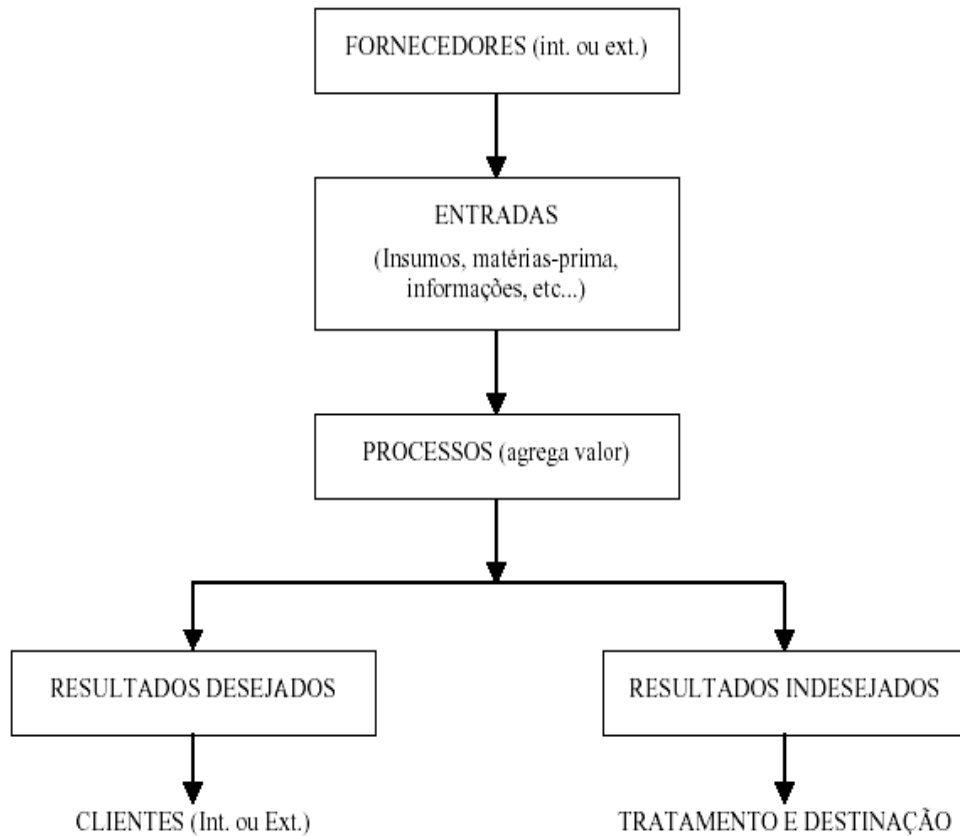 FORNECEDORES (int. ou ext.)
ENTRADAS
(Insumos, matérias-prima,
informações, etc...)
PROCESSOS (agrega valor)
RESULTADOS DESEJADOS
RESULTADOS INDESEJADOS
CLIENTES (Int. ou Ext.)
TRATAMENTO E DESTINAÇÃO